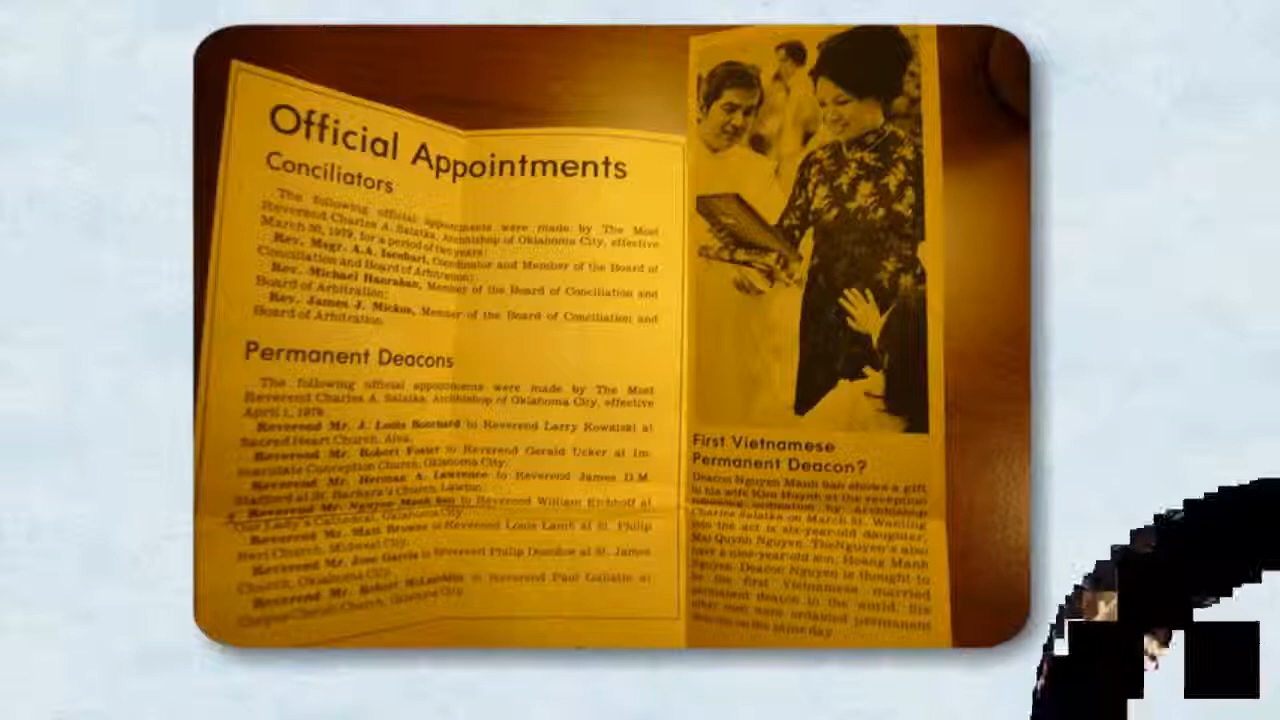 Official Appointments
Conciliators
The following official appointments were made by The Most
Reverend Charles A. Salatka, Archbishop of Oklahoma City, effective
March 30, 1979, for a period of two years:
Rev. Msgr. A.A. Isenbart, Coordinator and Member of the Board of
Conciliation and Board of Arbitration;
Rev. Michael Hanrahan, Member of the Board of Conciliation and
Board of Arbitration;
Rev. James J. Mickus, Member of the Board of Conciliation and
Board of Arbitration.
Permanent Deacons
The following official appointments were made by The Most
Reverend Charles A. Salatka, Archbishop of Oklahoma City, effective
April 1, 1979
Reverend Mr. J. Louis to Reverend Larry Kowalski at
Sacred Heart Church, Alva.
Reverend Mr. Robert Foster to Reverend Gerald Ucker at Im-
maculate Conception Church, Oklahoma City.
Reverend Mr. Herman A. Lawrence to Reverend James D.M.
Stafford at St. Barbara's Church, Lawton.
Reverend Mr. Nguyen Manh San to Reverend William Eichhoff at
Our Lady's Cathedral, Oklahoma City.
Reverend Mr. Matt Browne to Reverend Louis Lamb at St. Philip
Neri Church, Midwest City.
Reverend Mr. Jose Garcia to Reverend Philip Donohoe at St. James
Church, Oklahoma City.
Reverend Mr. Robert to Reverend Paul Gallatin at
Corpus Christi Church, Oklahoma City
First Vietnamese
Permanent Deacon?
Deacon Nguyen Manh San shows a gift
to his wife Kim Huynh at the reception
following ordination by Archbishop
Charles Salatka on March 31. Wanting
into the act is six-year-old daughter,
Mai Quynh Nguyen. The Nguyen's also
have a nine-year-old son, Hoang Manh
Nguyen. Deacon Nguyen is thought to
be the first Vietnamese married
permanent deacon in the world. Six
other men were ordained permanent
deacons on the same day